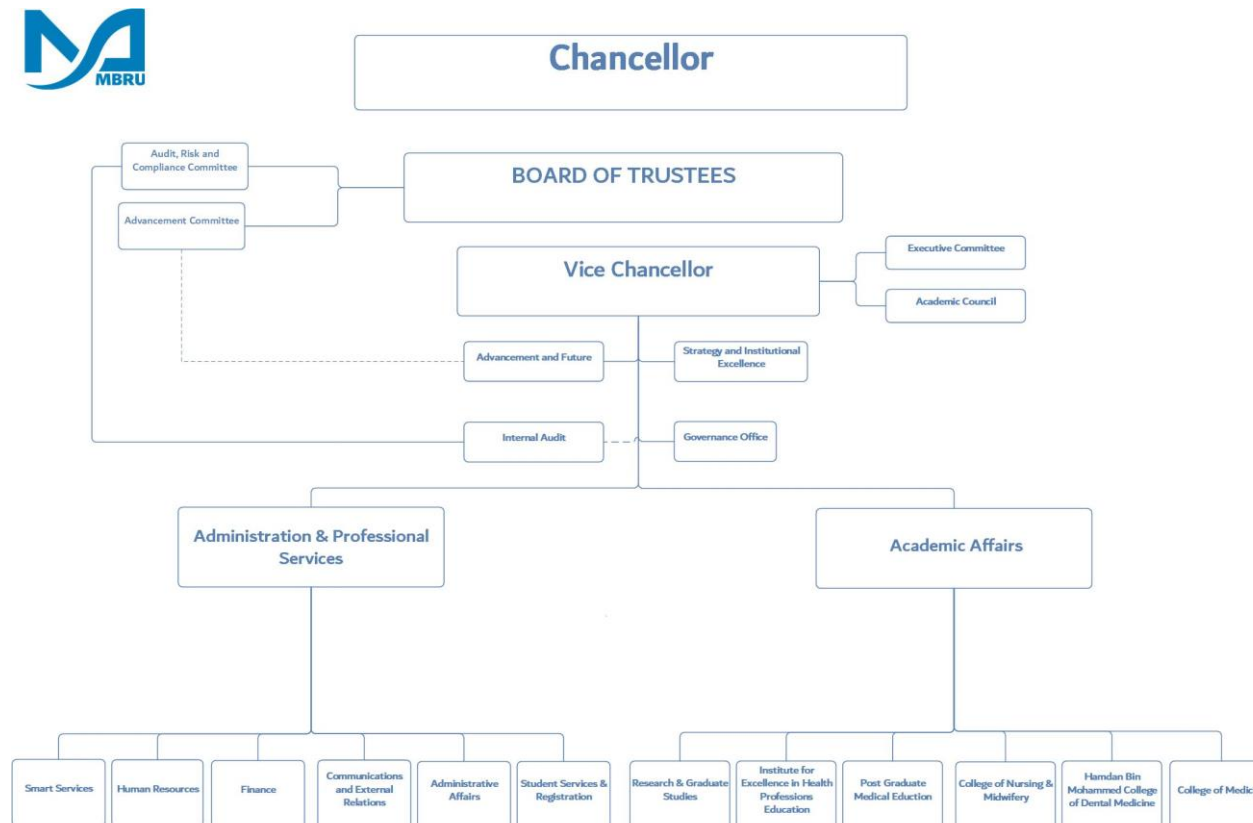 MBRU
Chancellor
Audit, Risk and
Compliance Committee
BOARD OF TRUSTEES
Advancement Committee
Vice Chancellor
Executive Committee
Academic Council
Advancement and Future
Strategy and Institutional
Excellence
Internal Audit
Governance Office
Administration & Professional
Services
Academic Affairs
Smart Services
Human Resources
Finance
Communications
and External
Relations
Administrative
Affairs
Student Services &
Registration
Research & Graduate
Studies
Institute for
Excellence in Health
Professions
Education
Post Graduate
Medical Eduction
College of Nursing &
Midwifery
Hamdan Bin
Mohammed College
of Dental Medicine
College of Medic